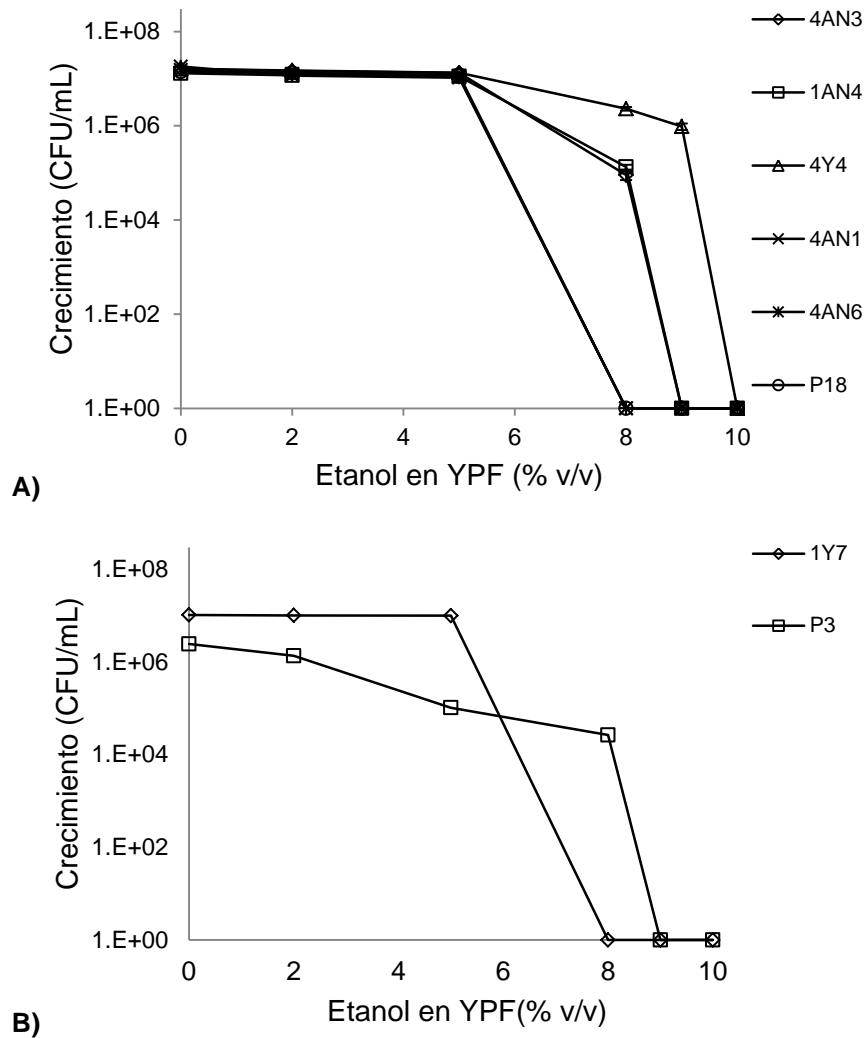 1.E+08
1.E+06
1.E+04
1.E+02
1.E+00
Crecimiento (CFU/mL)
0 2 4 6 8 10
Etanol en YPF (% v/v)
4AN3
1AN4
4Y4
4AN1
4AN6
P18
A)
1.E+08
1.E+06
1.E+04
1.E+02
1.E+00
Crecimiento (CFU/mL)
0 2 4 6 8 10
Etanol en YPF(% v/v)
1Y7
P3
B)